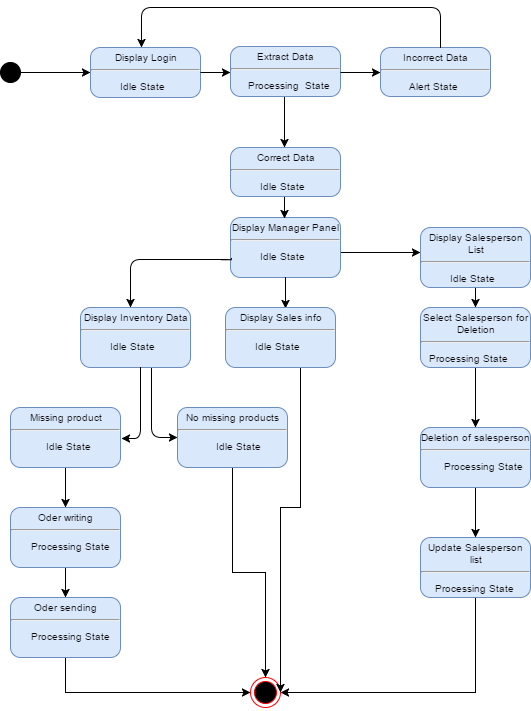 Display Login
Idle State
Extract Data
Processing State
Incorrect Data
Alert State
Correct Data
Idle State
Display Manager Panel
Idle State
Display Salesperson
List
Idle State
Display Inventory Data
Idle State
Display Sales info
Idle State
Select Salesperson for
Deletion
Processing State
Missing product
Idle State
No missing products
Idle State
Deletion of salesperson
Processing State
Oder writing
Processing State
Update Salesperson
list
Processing State
Oder sending
Processing State